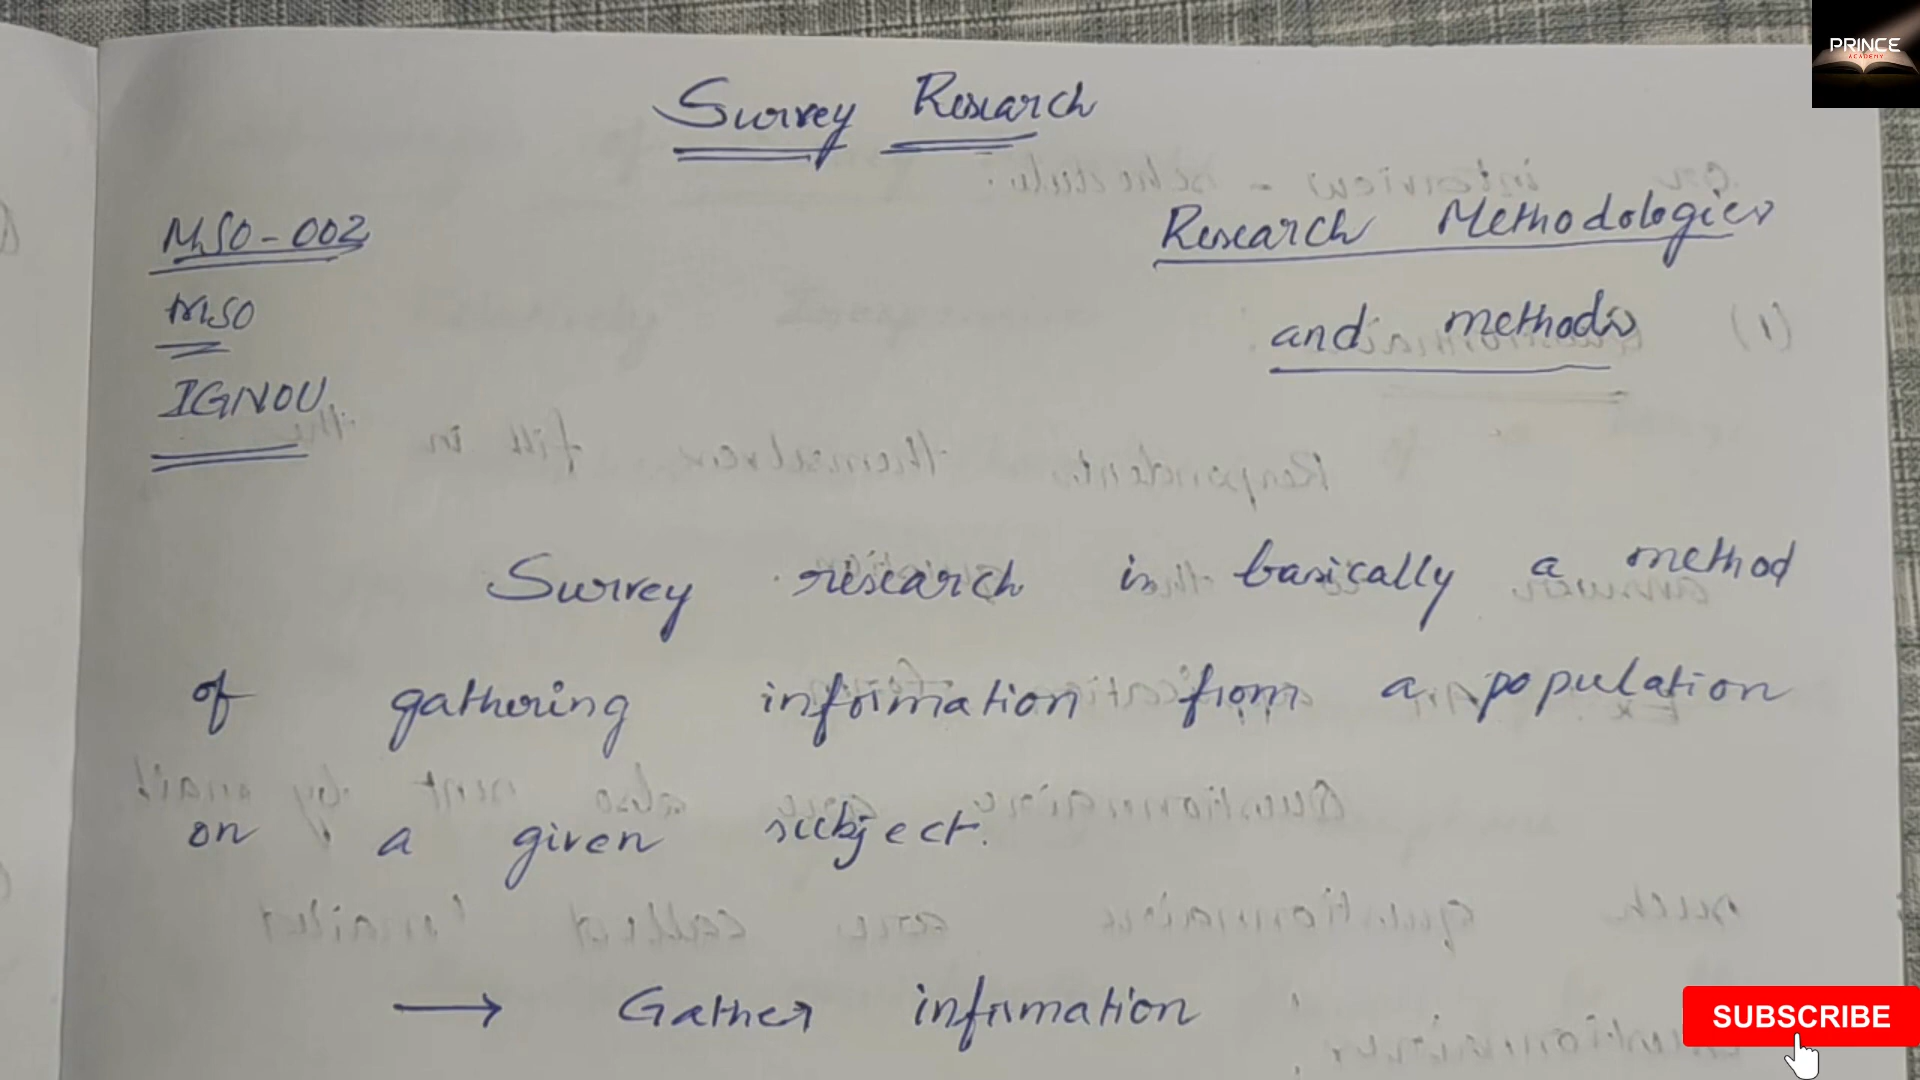 PRINCE
ACADEMY
Survey Research
MSO-002
Research Methodologies
MSO
and methods
IGNOU
Survey research is basically a method
of gathering information from a population
on a given subject.
→ Gather information
SUBSCRIBE